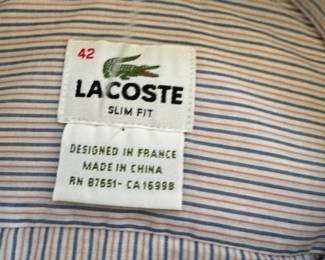 42
LACOSTE
SLIM FIT
DESIGNED IN FRANCE
MADE IN CHINA
RN 87651- CA16998